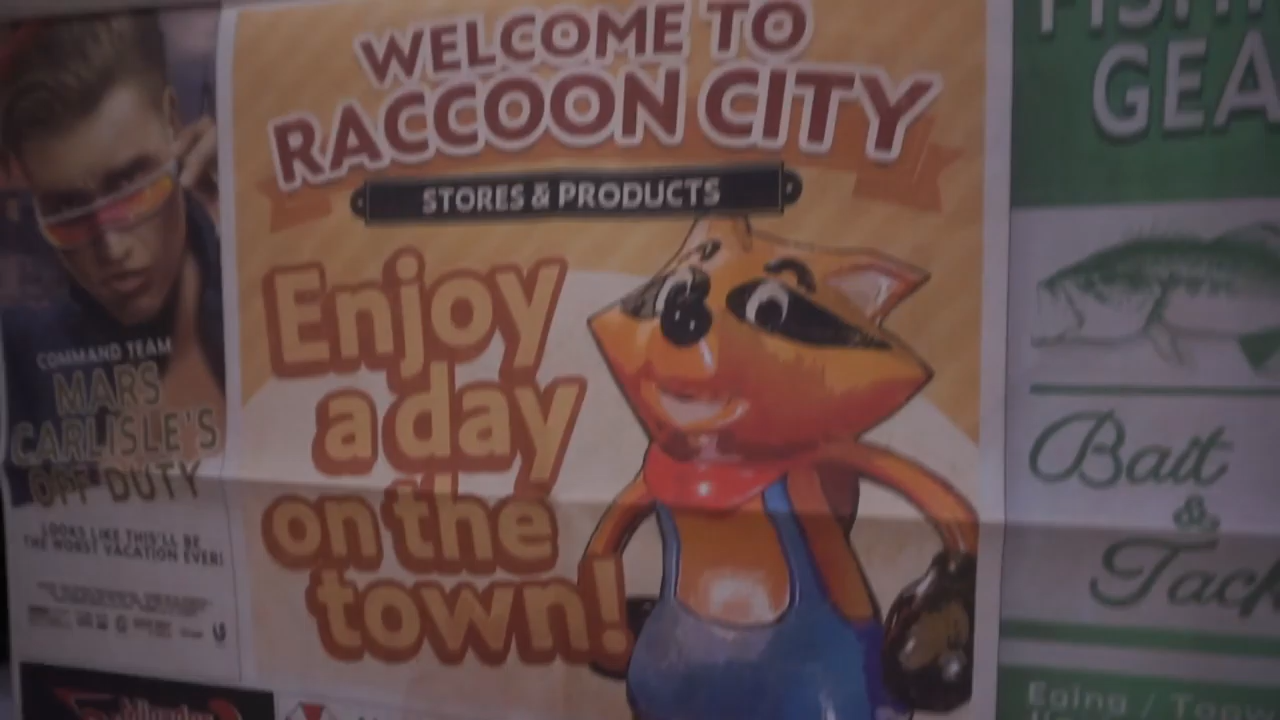 WELCOME TO
RACCOON CITY
STORES & PRODUCTS
Enjoy
a day
on the
town!
COMMAND TEAM
MARS
CARLISLE'S
OFF DUTY
LOOKS LIKE THIS'LL BE
THE WORST VACATION EVER!
GEA
Bait
&
Tack